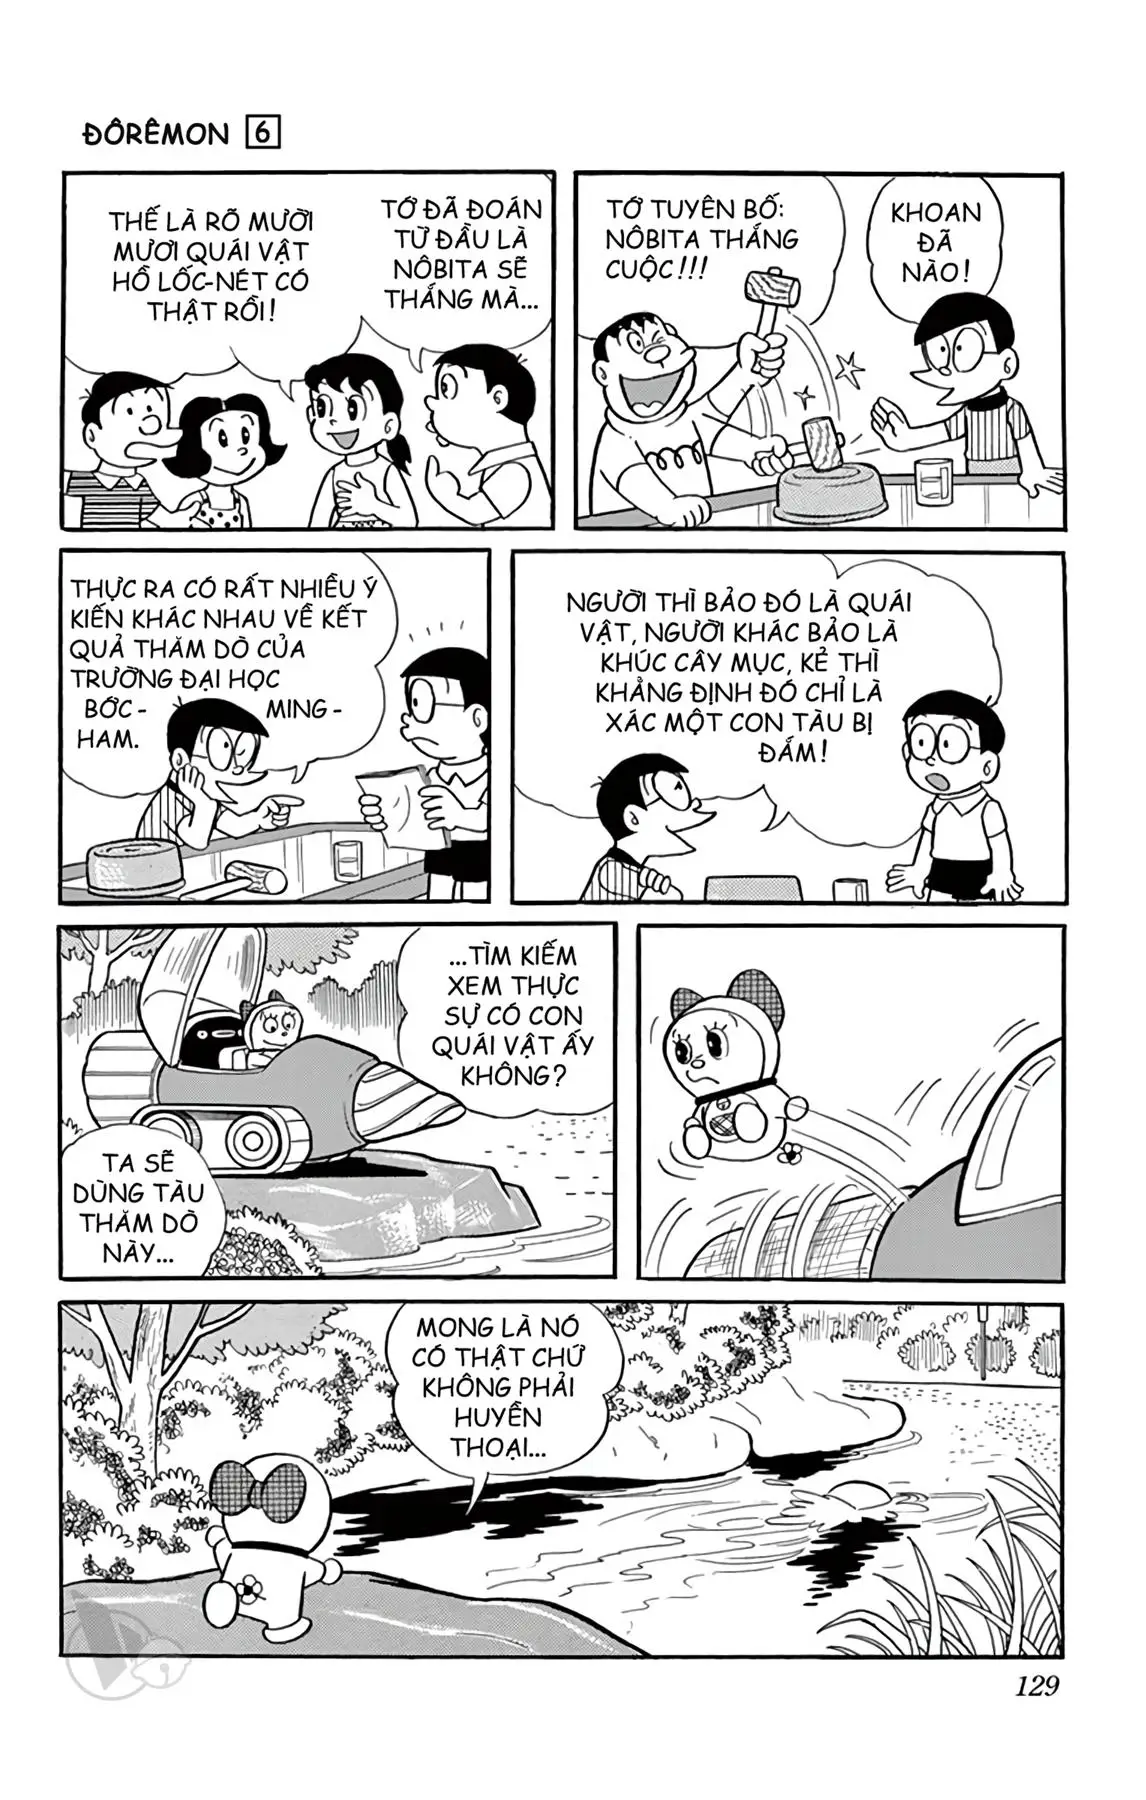 ĐÔRÊMON 6
THẾ LÀ RÕ MƯỜI
MƯƠI QUÁI VẬT
HỒ LỐC-NÉT CÓ
THẬT RỒI!
TỚ ĐÃ ĐOÁN
TỪ ĐẦU LÀ
NÔBITA SẼ
THẮNG MÀ...
TỚ TUYÊN BỐ:
NÔBITA THẮNG
CUỘC!!!
KHOAN
ĐÃ
NÀO!
THỰC RA CÓ RẤT NHIỀU Ý
KIẾN KHÁC NHAU VỀ KẾT
QUẢ THĂM DÒ CỦA
TRƯỜNG ĐẠI HỌC
BỚC- MING-
HAM.
NGƯỜI THÌ BẢO ĐÓ LÀ QUÁI
VẬT, NGƯỜI KHÁC BẢO LÀ
KHÚC CÂY MỤC, KẺ THÌ
KHẲNG ĐỊNH ĐÓ CHỈ LÀ
XÁC MỘT CON TÀU BỊ
ĐẮM!
TA SẼ
DÙNG TÀU
THĂM DÒ
NÀY...
...TÌM KIẾM
XEM THỰC
SỰ CÓ CON
QUÁI VẬT ẤY
KHÔNG?
MONG LÀ NÓ
CÓ THẬT CHỨ
KHÔNG PHẢI
HUYỀN
THOẠI...
129